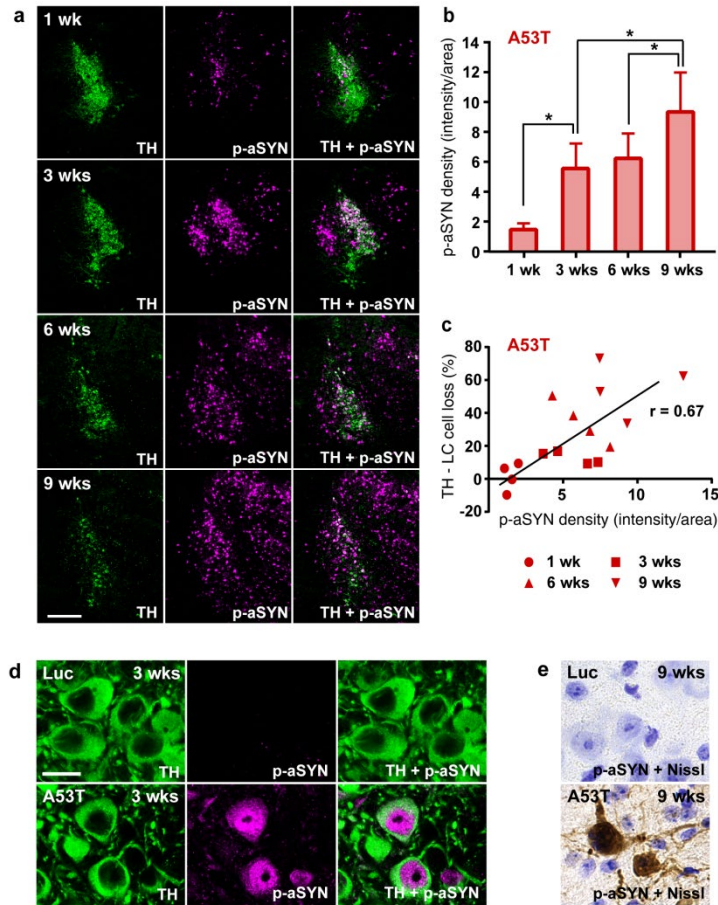 a
1 wk
TH
p-aSYN
TH + p-aSYN
3 wks
TH
p-aSYN
TH + p-aSYN
6 wks
TH
p-aSYN
TH + p-aSYN
9 wks
TH
p-aSYN
TH + p-aSYN
b
A53T
p-aSYN density (intensity/area)
14
12
10
8
6
4
2
0
*
*
*
1 wk 3 wks 6 wks 9 wks
c
A53T
TH - LC cell loss (%)
80
60
40
20
0
-20
r = 0.67
5 10 15
p-aSYN density (intensity/area)
1 wk 3 wks
6 wks 9 wks
d
Luc 3 wks
TH
p-aSYN
TH + p-aSYN
A53T 3 wks
TH
p-aSYN
TH + p-aSYN
e
Luc 9 wks
p-aSYN + Nissl
A53T 9 wks
p-aSYN + Nissl